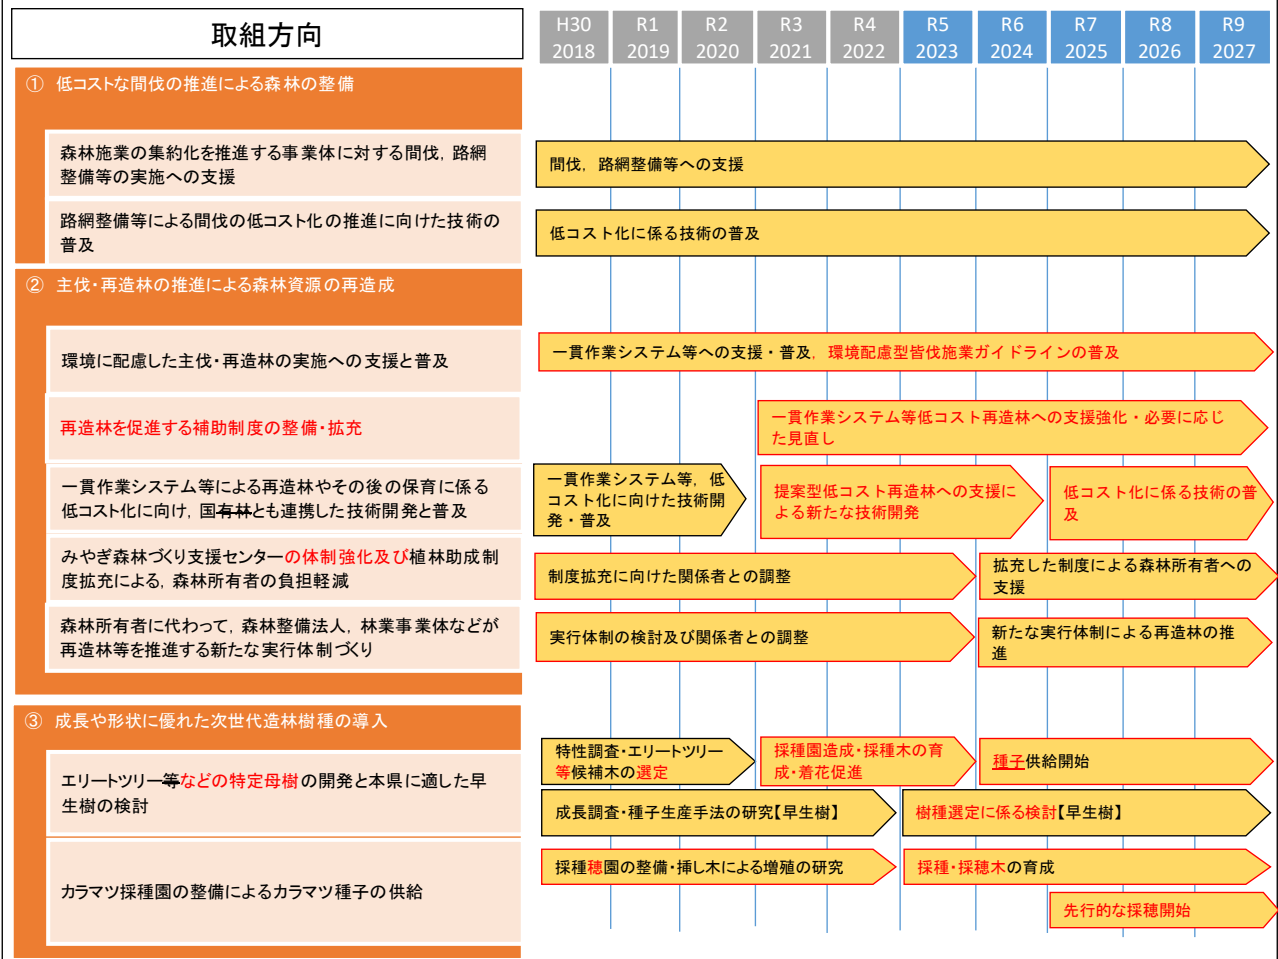 取組方向
H30 R1 R2 R3 R4 R5 R6 R7 R8 R9
2018 2019 2020 2021 2022 2023 2024 2025 2026 2027
① 低コストな間伐の推進による森林の整備
森林施業の集約化を推進する事業体に対する間伐，路網
整備等の実施への支援
間伐，路網整備等への支援
路網整備等による間伐の低コスト化の推進に向けた技術の
普及
低コスト化に係る技術の普及
② 主伐・再造林の推進による森林資源の再造成
環境に配慮した主伐・再造林の実施への支援と普及
一貫作業システム等への支援・普及，環境配慮型皆伐施業ガイドラインの普及
再造林を促進する補助制度の整備・拡充
一貫作業システム等低コスト再造林への支援強化・必要に応じ
た見直し
一貫作業システム等による再造林やその後の保育に係る
低コスト化に向け，国有林とも連携した技術開発と普及
一貫作業システム等，低
コスト化に向けた技術開
発・普及
提案型低コスト再造林への支援に
よる新たな技術開発
低コスト化に係る技術の普
及
みやぎ森林づくり支援センターの体制強化及び植林助成制
度拡充による，森林所有者の負担軽減
制度拡充に向けた関係者との調整
拡充した制度による森林所有者への
支援
森林所有者に代わって，森林整備法人，林業事業体などが
再造林等を推進する新たな実行体制づくり
実行体制の検討及び関係者との調整
新たな実行体制による再造林の推
進
③ 成長や形状に優れた次世代造林樹種の導入
エリートツリー等などの特定母樹の開発と本県に適した早
生樹の検討
特性調査・エリートツリー
等候補木の選定
採種園造成・採種木の育
成・着花促進
種子供給開始
成長調査・種子生産手法の研究【早生樹】
樹種選定に係る検討【早生樹】
カラマツ採種園の整備によるカラマツ種子の供給
採種穂園の整備・挿し木による増殖の研究
採種・採穂木の育成
先行的な採穂開始